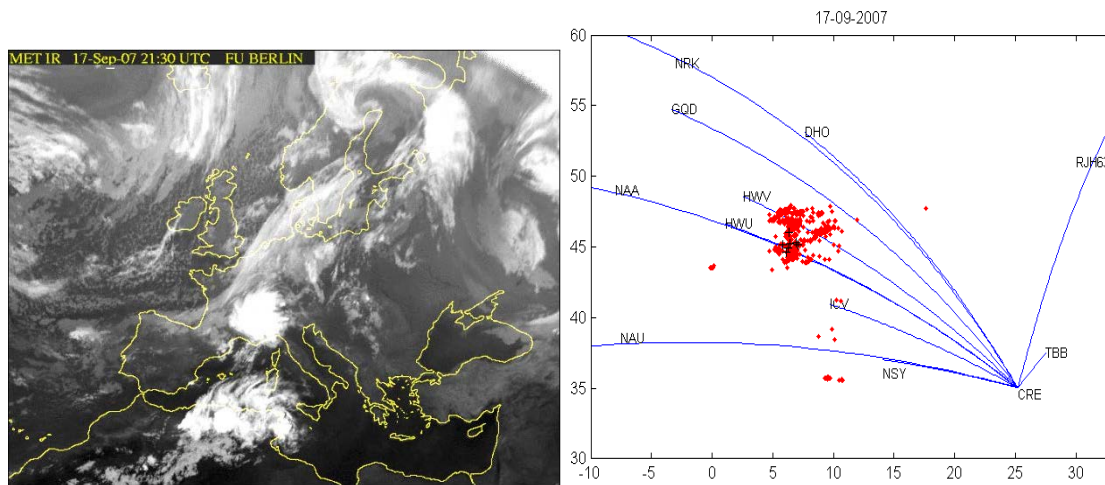 MET IR 17-Sep-07 21:30 UTC FU BERLIN
17-09-2007
60
55
50
45
40
35
30
-10 -5 0 5 10 15 20 25 30
NRK
GQD
DHO
RJH63
NAA
HWV
HWU
ICV
NAU
TBB
NSY
CRE